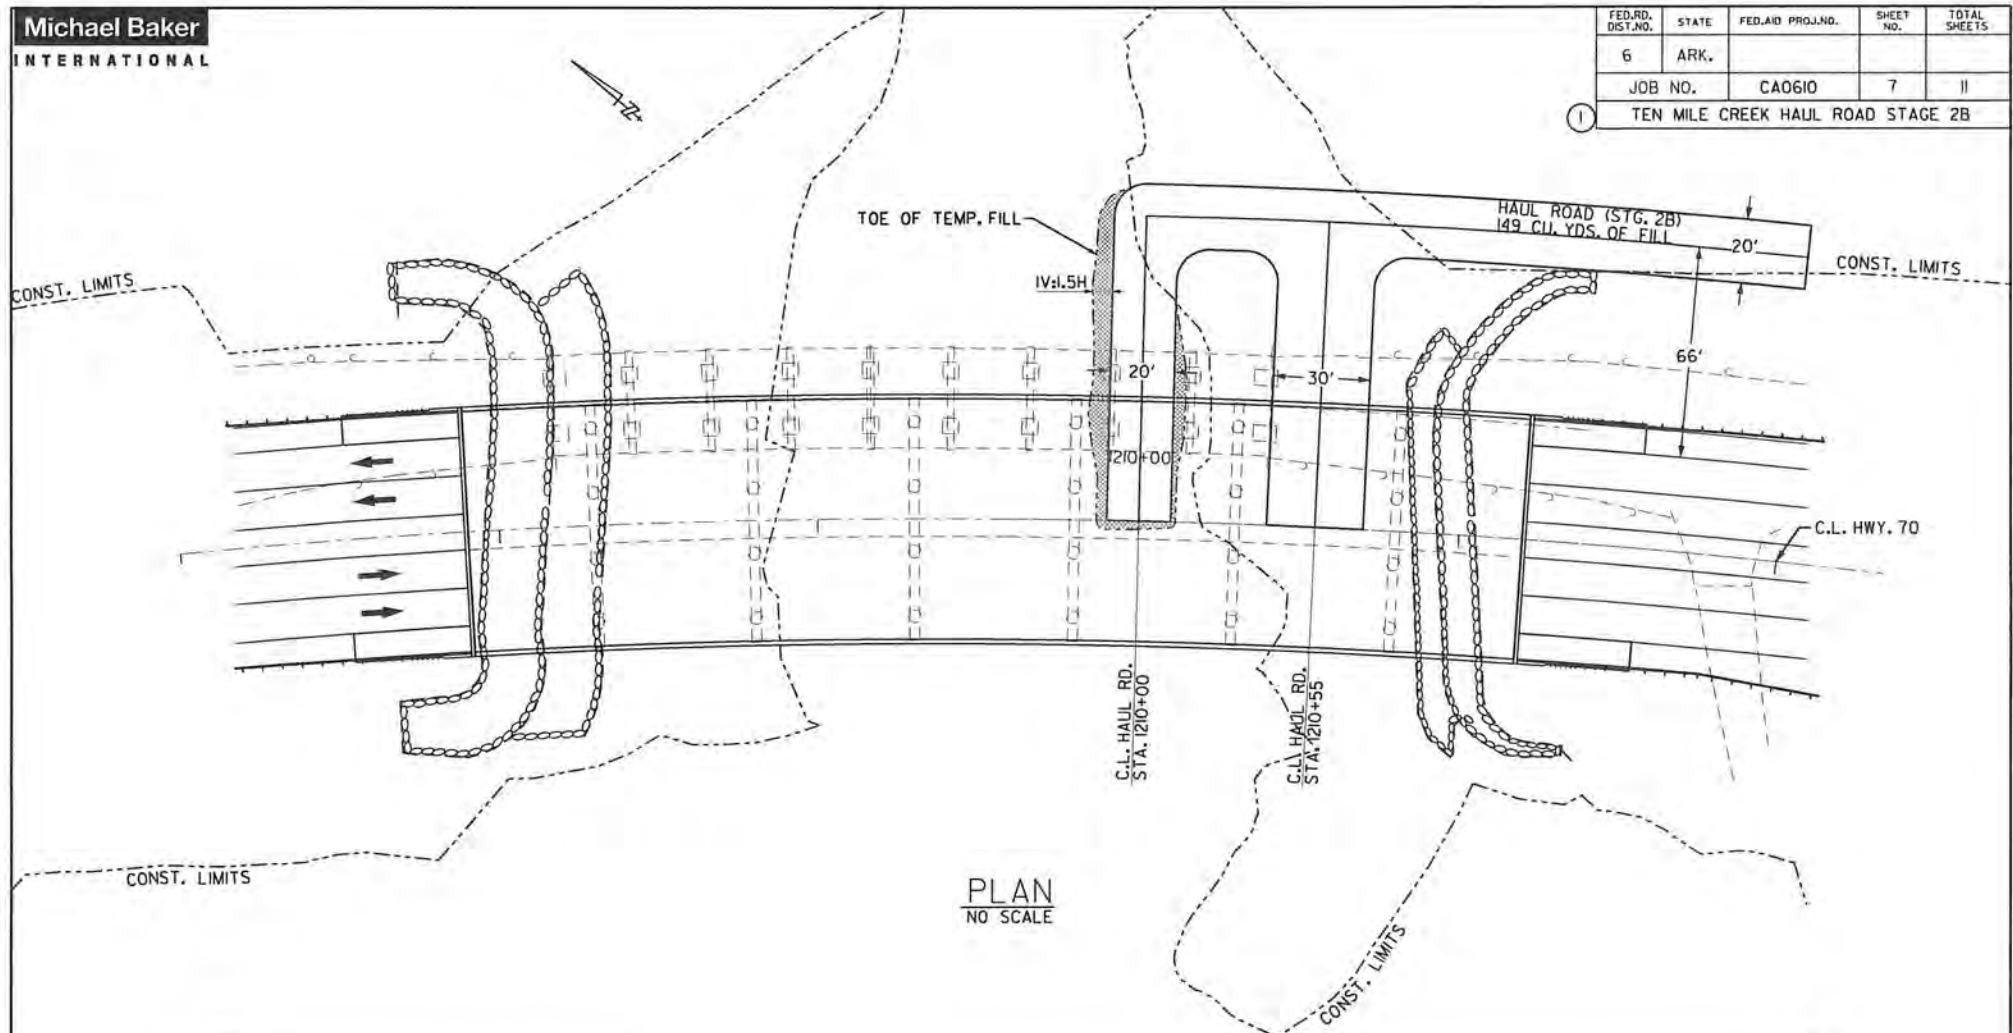 Michael Baker
INTERNATIONAL
FED.RD. DIST.NO. STATE FED.AID PROJ.NO. SHEET NO. TOTAL SHEETS
6 ARK.
JOB NO. CA0610 7 11
1 TEN MILE CREEK HAUL ROAD STAGE 2B
TOE OF TEMP. FILL
HAUL ROAD (STG. 2B)
149 CU. YDS. OF FILL
20'
CONST. LIMITS
CONST. LIMITS
1V:1.5H
66'
20'
30'
1210+00
C.L. HWY. 70
C.L. HAUL RD.
STA. 1210+00
C.L. HAUL RD.
STA. 1210+55
CONST. LIMITS
PLAN
NO SCALE
CONST. LIMITS